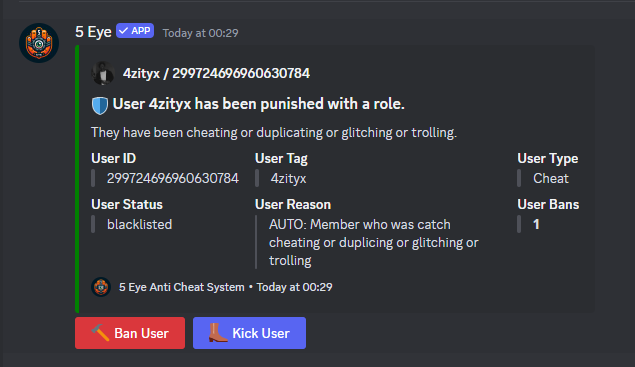 5 Eye APP Today at 00:29
4zityx / 299724696960630784
User 4zityx has been punished with a role.
They have been cheating or duplicating or glitching or trolling.
User ID User Tag User Type
299724696960630784 4zityx Cheat
User Status User Reason User Bans
blacklisted AUTO: Member who was catch 1
cheating or duplicing or glitching or
trolling
5 Eye Anti Cheat System • Today at 00:29
Ban User Kick User